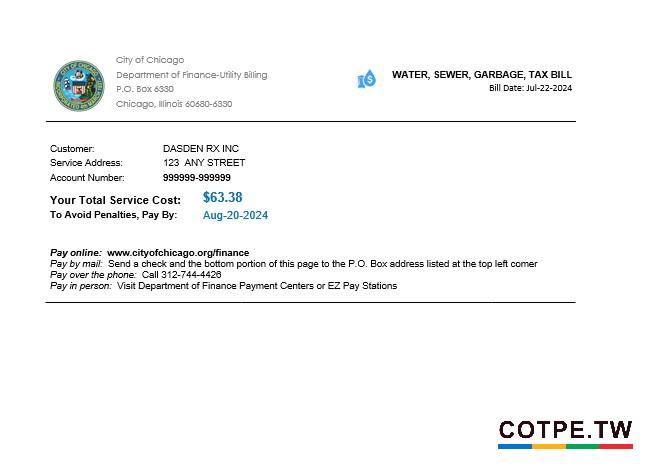 City of Chicago
Department of Finance-Utility Billing
P.O. Box 6330
Chicago, Illinois 60680-6330
WATER, SEWER, GARBAGE, TAX BILL
Bill Date: Jul-22-2024
Customer: DASDEN RX INC
Service Address: 123 ANY STREET
Account Number: 999999-999999
Your Total Service Cost: $63.38
To Avoid Penalties, Pay By: Aug-20-2024
Pay online: www.cityofchicago.org/finance
Pay by mail: Send a check and the bottom portion of this page to the P.O. Box address listed at the top left corner
Pay over the phone: Call 312-744-4426
Pay in person: Visit Department of Finance Payment Centers or EZ Pay Stations
COTPE.TW